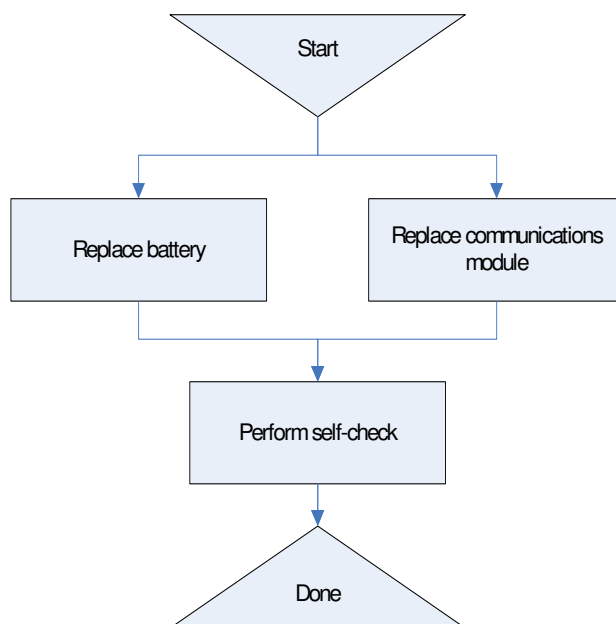 Start
Replace battery
Replace communications
module
Perform self-check
Done